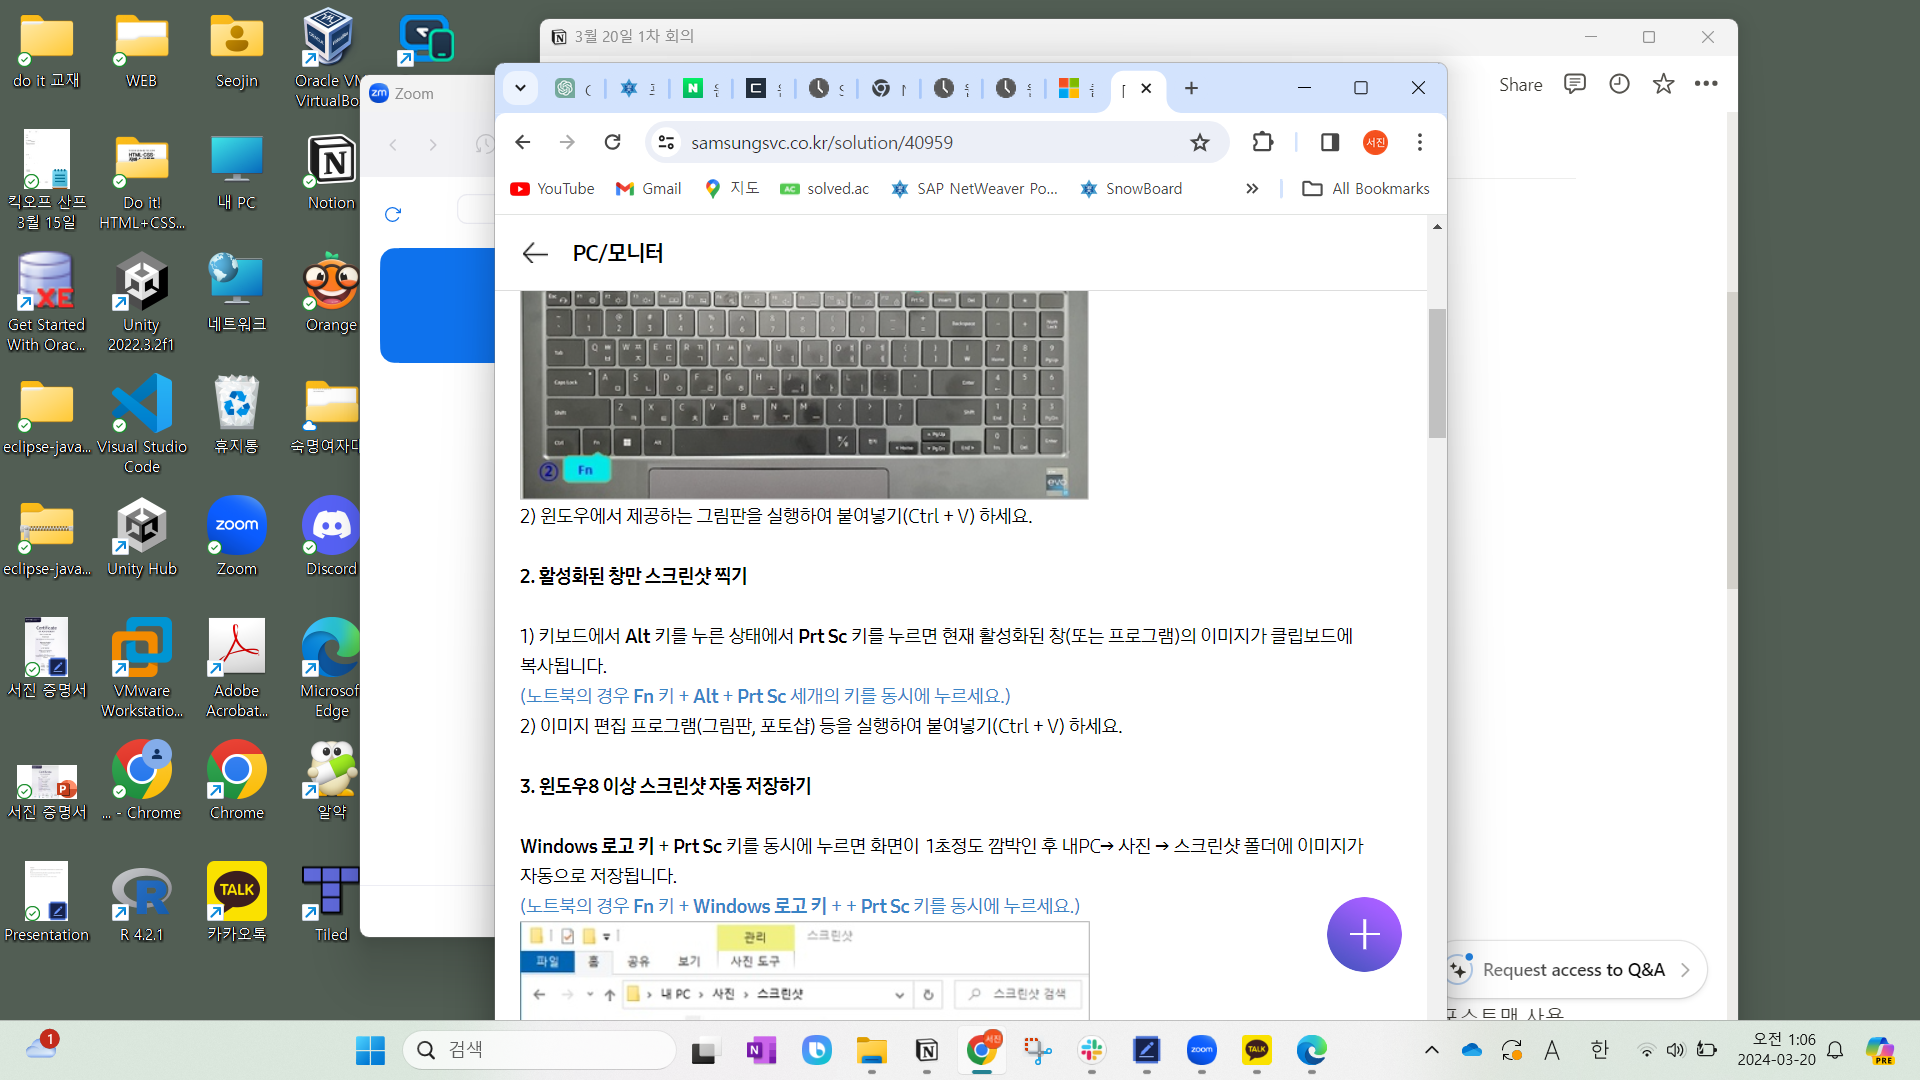 do it 교재
WEB
Seojin
Oracle VM
VirtualBo
킥오프 산프
3월 15일
Do it!
HTML+CSS...
내 PC
Notion
Get Started
With Orac...
Unity
2022.3.2f1
네트워크
Orange
eclipse-java...
Visual Studio
Code
휴지통
숙명여자대
eclipse-java...
Unity Hub
Zoom
Discord
서진 증명서
VMware
Workstatio...
Adobe
Acrobat...
Microsof
Edge
서진 증명서
... - Chrome
Chrome
알약
Presentation
R 4.2.1
카카오톡
Tiled
Zoom
3월 20일 1차 회의
Share
samsungsvc.co.kr/solution/40959
서진
YouTube
Gmail
지도
solved.ac
SAP NetWeaver Po...
SnowBoard
All Bookmarks
PC/모니터
② Fn
2) 윈도우에서 제공하는 그림판을 실행하여 붙여넣기(Ctrl + V) 하세요.
2. 활성화된 창만 스크린샷 찍기
1) 키보드에서 Alt 키를 누른 상태에서 Prt Sc 키를 누르면 현재 활성화된 창(또는 프로그램)의 이미지가 클립보드에
복사됩니다.
(노트북의 경우 Fn 키 + Alt + Prt Sc 세개의 키를 동시에 누르세요.)
2) 이미지 편집 프로그램(그림판, 포토샵) 등을 실행하여 붙여넣기(Ctrl + V) 하세요.
3. 윈도우8 이상 스크린샷 자동 저장하기
Windows 로고 키 + Prt Sc 키를 동시에 누르면 화면이 1초정도 깜박인 후 내PC→ 사진 → 스크린샷 폴더에 이미지가
자동으로 저장됩니다.
(노트북의 경우 Fn 키 + Windows 로고 키 + + Prt Sc 키를 동시에 누르세요.)
관리
스크린샷
파일
홈
공유
보기
사진 도구
내 PC › 사진 › 스크린샷
스크린샷 검색
Request access to Q&A
포스트맨 사용
1
검색
A
한
오전 1:06
2024-03-20
PRE